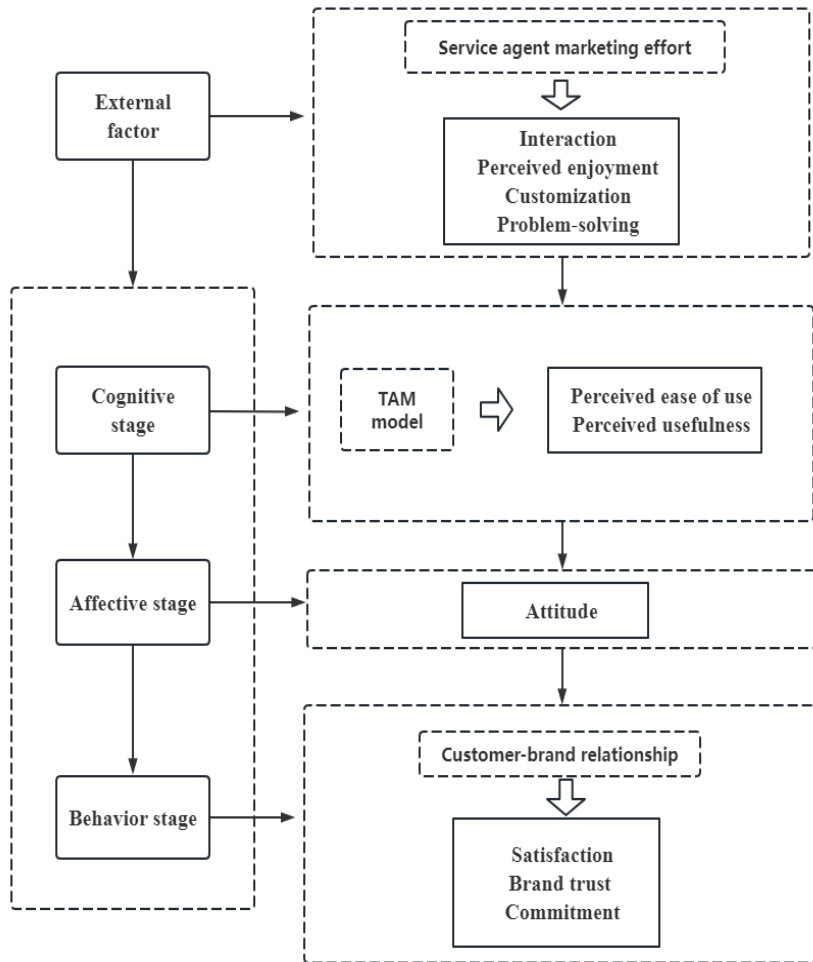 Service agent marketing effort
External
factor
Interaction
Perceived enjoyment
Customization
Problem-solving
Cognitive
stage
TAM
model
Perceived ease of use
Perceived usefulness
Affective stage
Attitude
Customer-brand relationship
Behavior stage
Satisfaction
Brand trust
Commitment